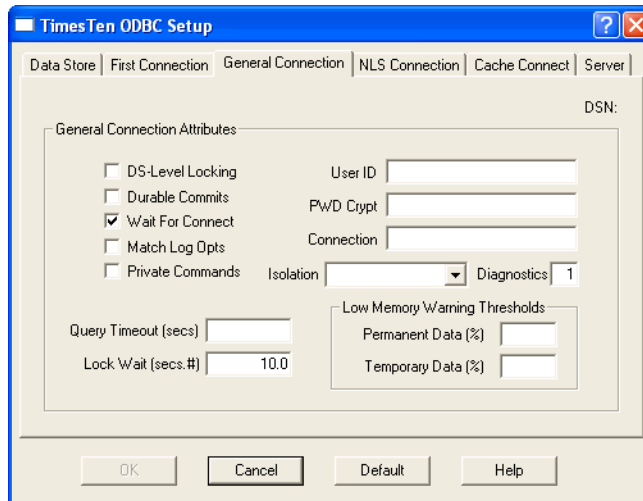 TimesTen ODBC Setup
Data Store First Connection General Connection NLS Connection Cache Connect Server
DSN:
General Connection Attributes
DS-Level Locking
Durable Commits
Wait For Connect
Match Log Opts
Private Commands
User ID
PWD Crypt
Connection
Isolation Diagnostics 1
Query Timeout (secs)
Lock Wait (secs.#) 10.0
Low Memory Warning Thresholds
Permanent Data (%)
Temporary Data (%)
OK Cancel Default Help